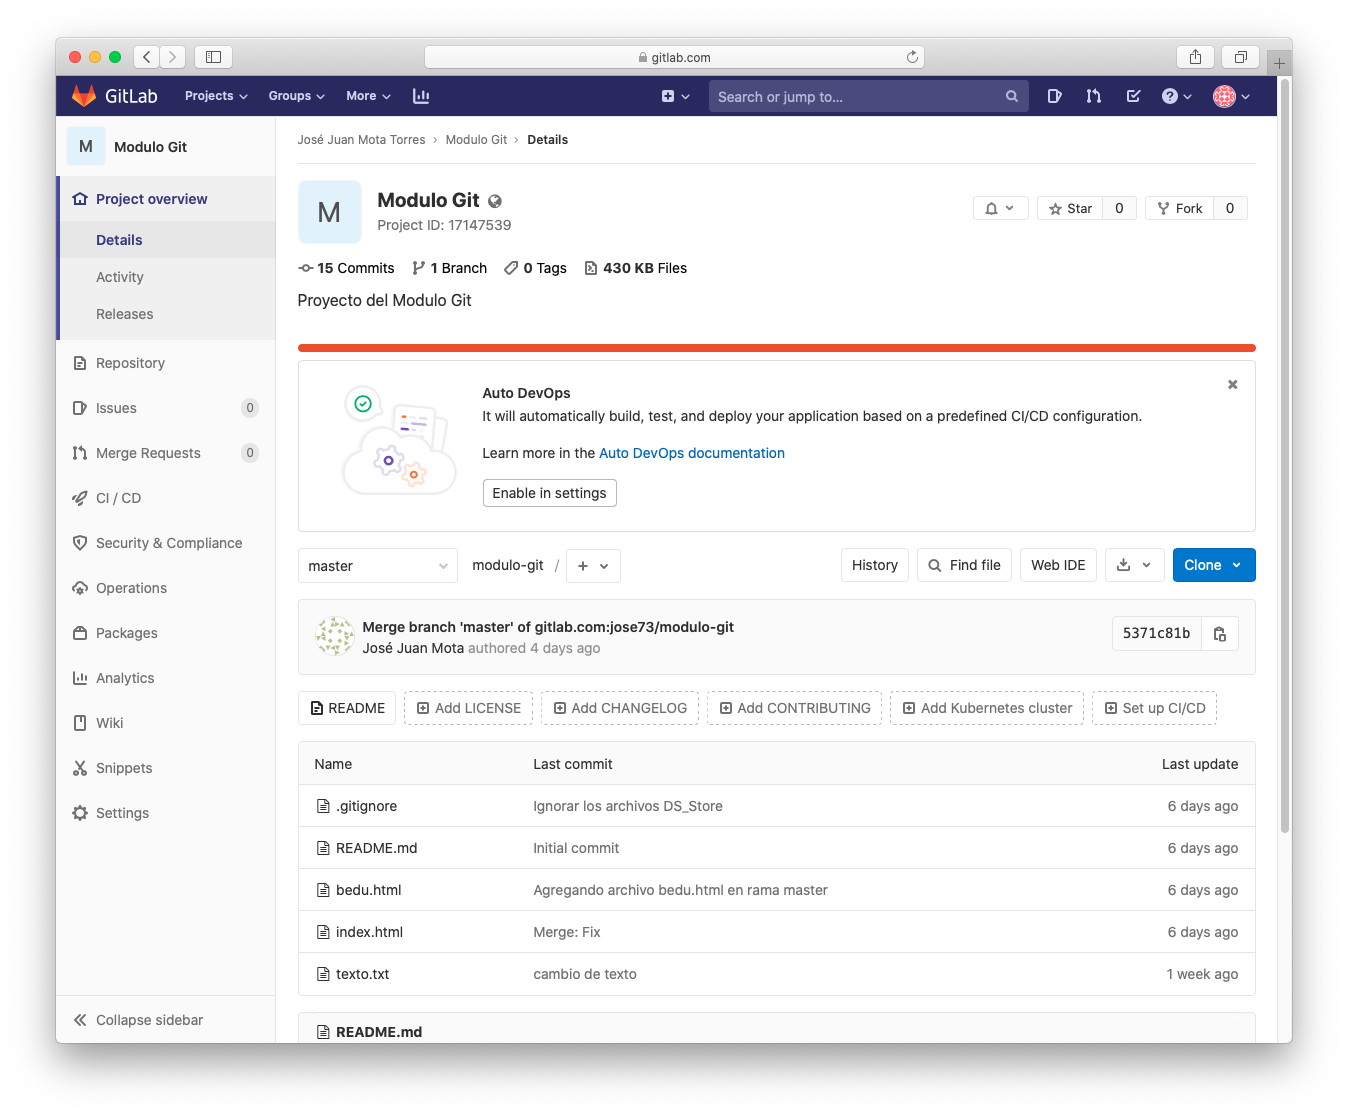 gitlab.com
GitLab Projects Groups More Search or jump to...
M Modulo Git
Project overview
Details
Activity
Releases
Repository
Issues 0
Merge Requests 0
CI / CD
Security & Compliance
Operations
Packages
Analytics
Wiki
Snippets
Settings
Collapse sidebar
José Juan Mota Torres › Modulo Git › Details
M
Modulo Git
Project ID: 17147539
Star 0 Fork 0
15 Commits 1 Branch 0 Tags 430 KB Files
Proyecto del Modulo Git
Auto DevOps
It will automatically build, test, and deploy your application based on a predefined CI/CD configuration.
Learn more in the Auto DevOps documentation
Enable in settings
master modulo-git / + History Find file Web IDE Clone
Merge branch 'master' of gitlab.com:jose73/modulo-git
José Juan Mota authored 4 days ago
5371c81b
README Add LICENSE Add CHANGELOG Add CONTRIBUTING Add Kubernetes cluster Set up CI/CD
Name Last commit Last update
.gitignore Ignorar los archivos DS_Store 6 days ago
README.md Initial commit 6 days ago
bedu.html Agregando archivo bedu.html en rama master 6 days ago
index.html Merge: Fix 6 days ago
texto.txt cambio de texto 1 week ago
README.md